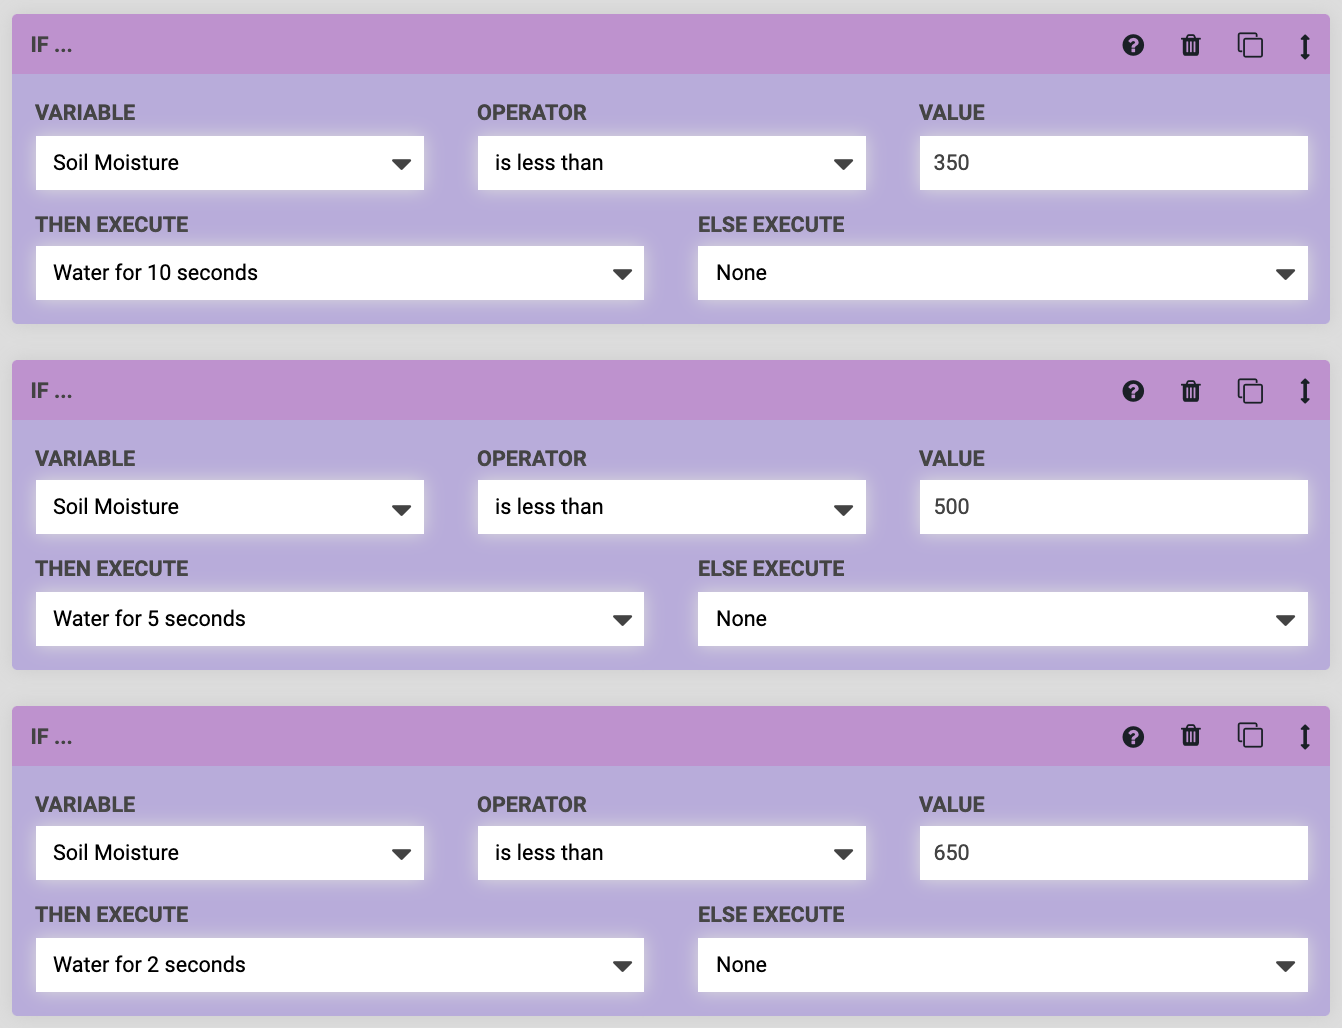 IF ...
VARIABLE OPERATOR VALUE
Soil Moisture is less than 350
THEN EXECUTE ELSE EXECUTE
Water for 10 seconds None
IF ...
VARIABLE OPERATOR VALUE
Soil Moisture is less than 500
THEN EXECUTE ELSE EXECUTE
Water for 5 seconds None
IF ...
VARIABLE OPERATOR VALUE
Soil Moisture is less than 650
THEN EXECUTE ELSE EXECUTE
Water for 2 seconds None